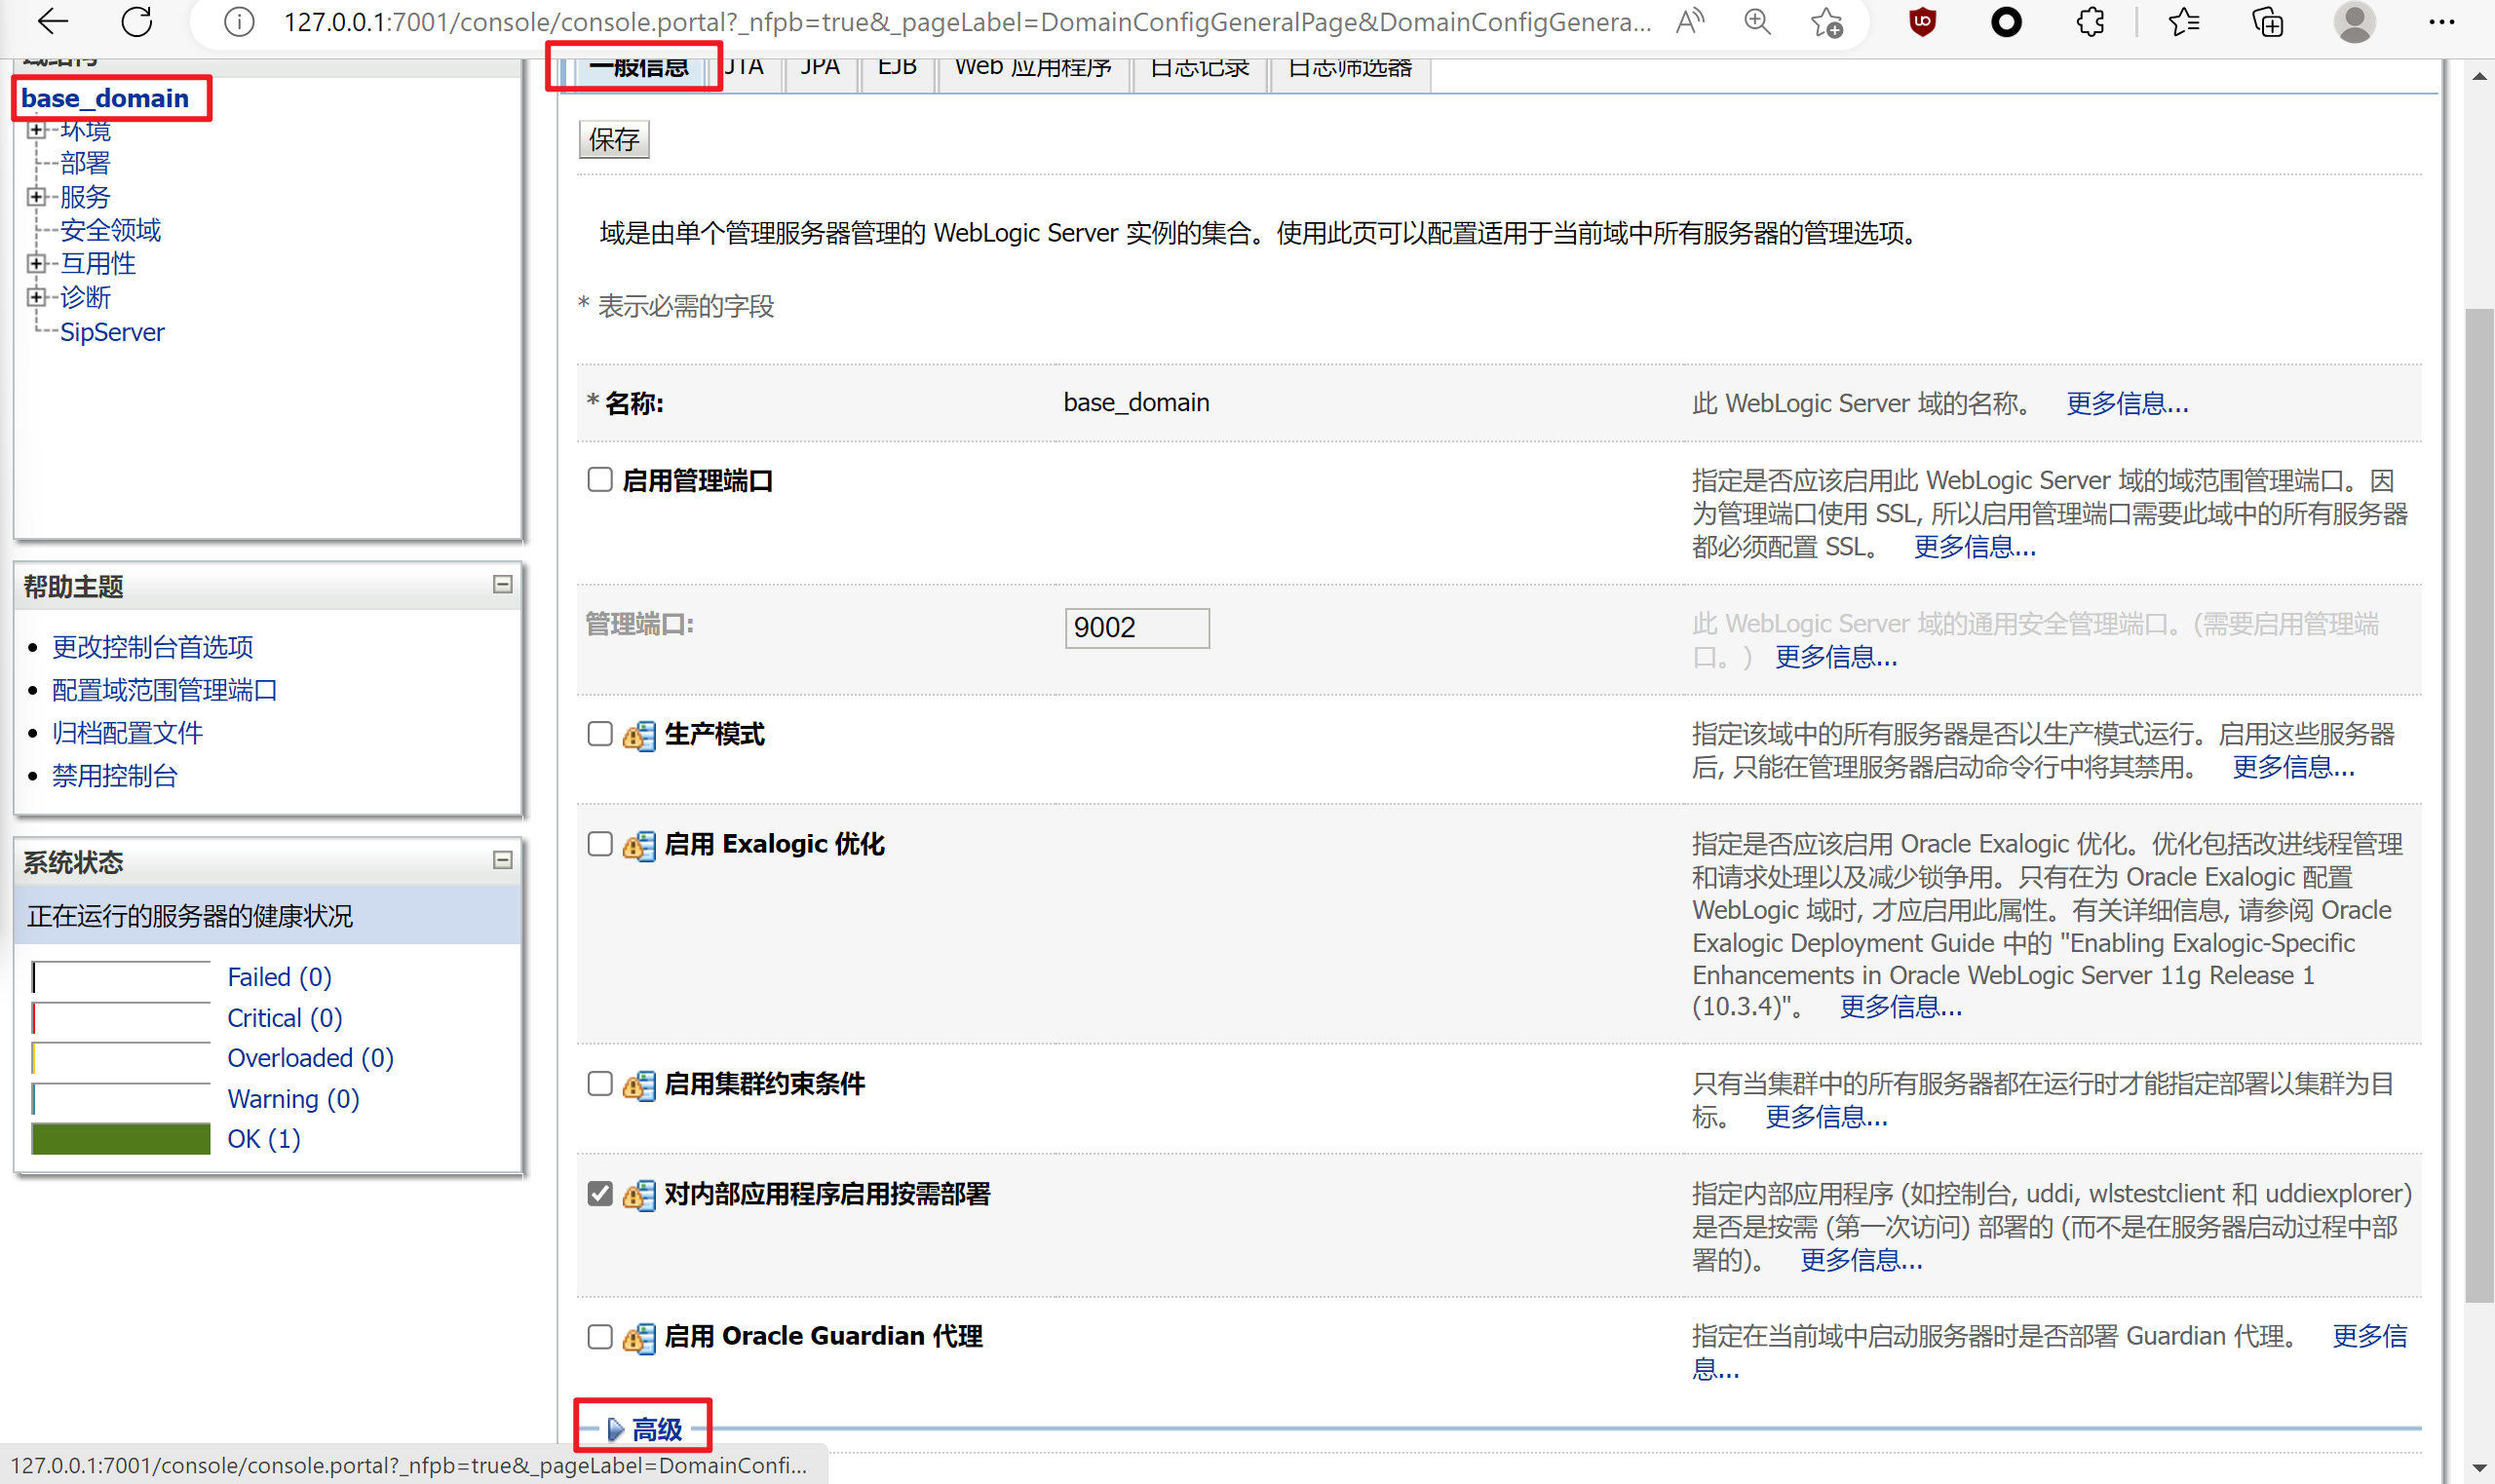 127.0.0.1:7001/console/console.portal?_nfpb=true&_pageLabel=DomainConfigGeneralPage&DomainConfigGenera...
域结构
base_domain
环境
部署
服务
安全领域
互用性
诊断
SipServer
帮助主题
更改控制台首选项
配置域范围管理端口
归档配置文件
禁用控制台
系统状态
正在运行的服务器的健康状况
Failed (0)
Critical (0)
Overloaded (0)
Warning (0)
OK (1)
一般信息 JTA JPA EJB Web 应用程序 日志记录 日志筛选器
保存
域是由单个管理服务器管理的 WebLogic Server 实例的集合。使用此页可以配置适用于当前域中所有服务器的管理选项。
* 表示必需的字段
* 名称: base_domain 此 WebLogic Server 域的名称。 更多信息...
启用管理端口 指定是否应该启用此 WebLogic Server 域的域范围管理端口。因
为管理端口使用 SSL, 所以启用管理端口需要此域中的所有服务器
都必须配置 SSL。 更多信息...
管理端口: 9002 此 WebLogic Server 域的通用安全管理端口。(需要启用管理端
口。) 更多信息...
生产模式 指定该域中的所有服务器是否以生产模式运行。启用这些服务器
后, 只能在管理服务器启动命令行中将其禁用。 更多信息...
启用 Exalogic 优化 指定是否应该启用 Oracle Exalogic 优化。优化包括改进线程管理
和请求处理以及减少锁争用。只有在为 Oracle Exalogic 配置
WebLogic 域时, 才应启用此属性。有关详细信息, 请参阅 Oracle
Exalogic Deployment Guide 中的 "Enabling Exalogic-Specific
Enhancements in Oracle WebLogic Server 11g Release 1
(10.3.4)"。 更多信息...
启用集群约束条件 只有当集群中的所有服务器都在运行时才能指定部署以集群为目
标。 更多信息...
对内部应用程序启用按需部署 指定内部应用程序 (如控制台, uddi, wlstestclient 和 uddiexplorer)
是否是按需 (第一次访问) 部署的 (而不是在服务器启动过程中部
署的)。 更多信息...
启用 Oracle Guardian 代理 指定在当前域中启动服务器时是否部署 Guardian 代理。 更多信
息...
高级
127.0.0.1:7001/console/console.portal?_nfpb=true&_pageLabel=DomainConfi...